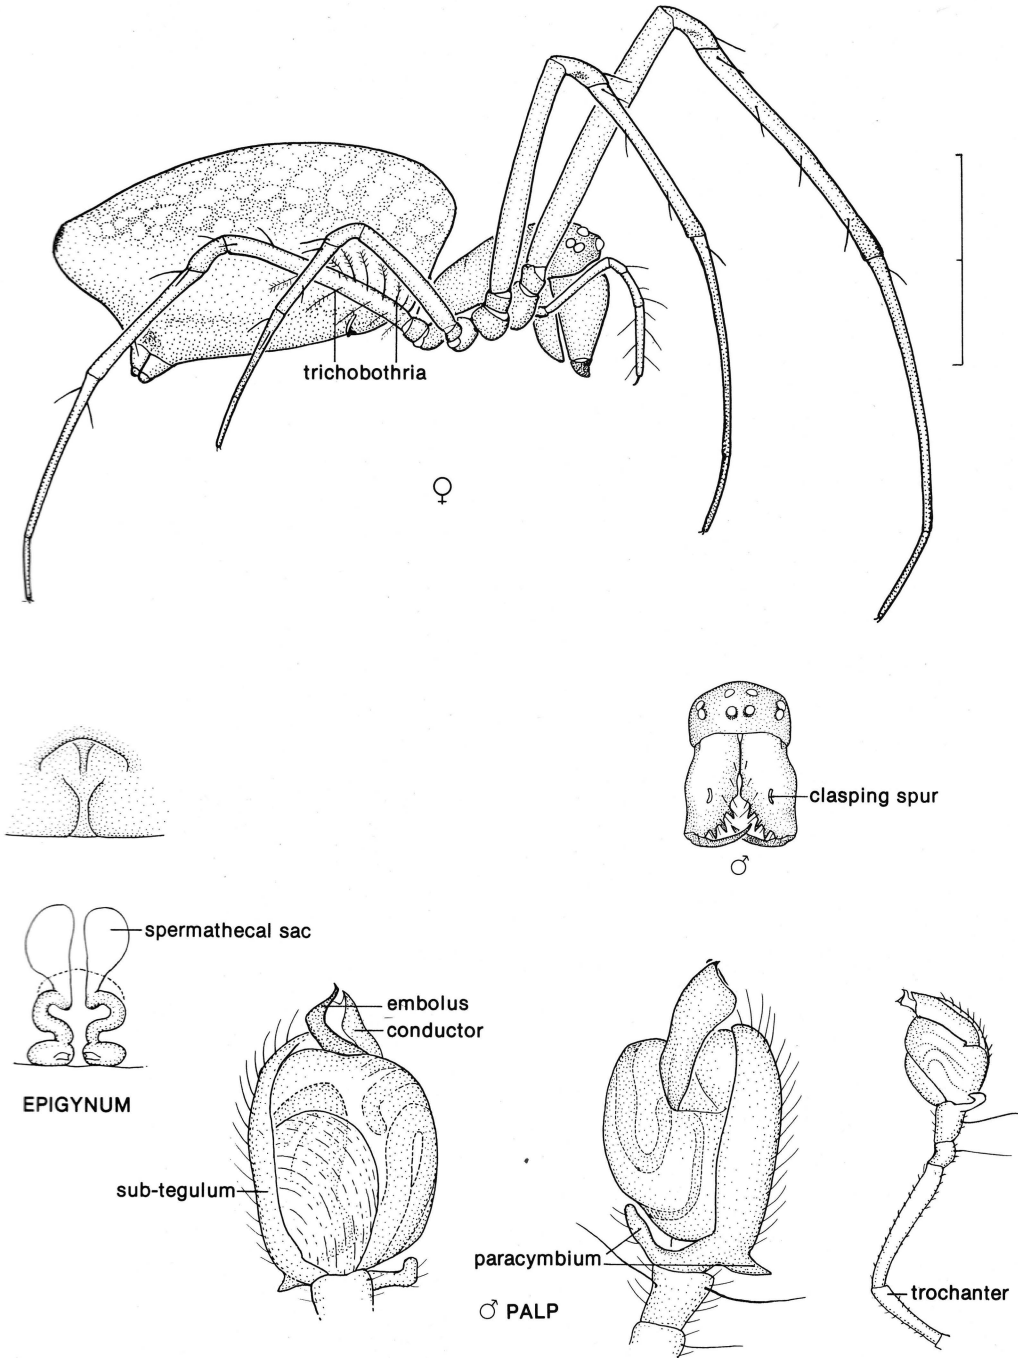 trichobothria
♀
clasping spur
♂
spermathecal sac
embolus
conductor
EPIGYNUM
sub-tegulum
paracymbium
trochanter
♂ PALP